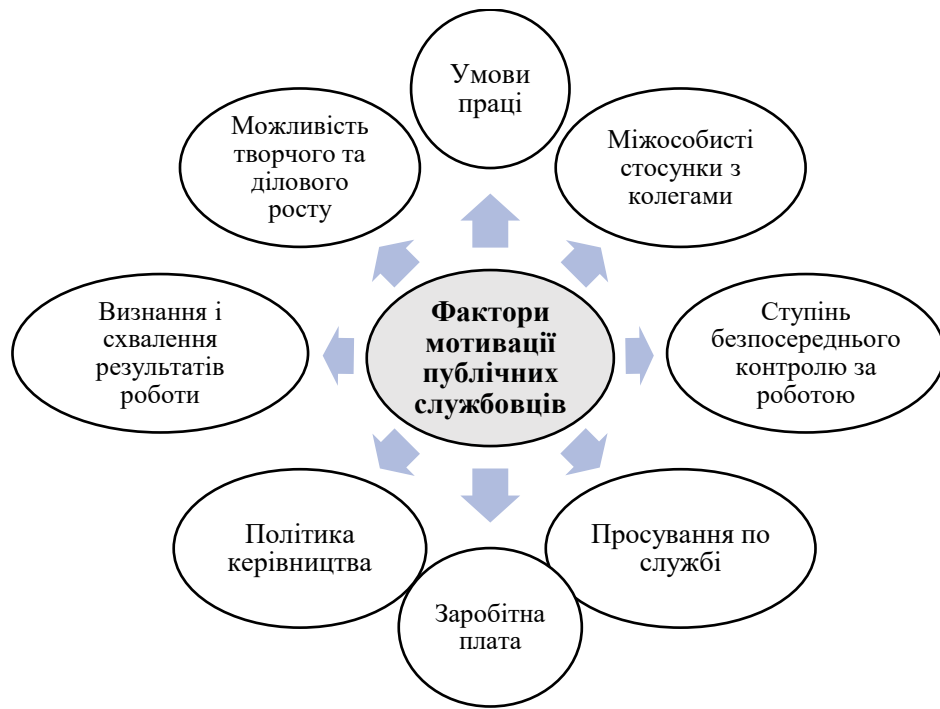 Умови
праці
Можливість
творчого та
ділового
росту
Міжособисті
стосунки з
колегами
Визнання і
схвалення
результатів
роботи
Фактори
мотивації
публічних
службовців
Ступінь
безпосереднього
контролю за
роботою
Політика
керівництва
Просування по
службі
Заробітна
плата